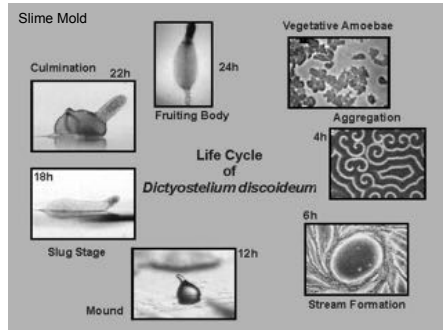 Slime Mold
Culmination
22h
24h
Fruiting Body
Vegetative Amoebae
Aggregation
4h
18h
Life Cycle
of
Dictyostelium discoideum
6h
Slug Stage
12h
Mound
Stream Formation